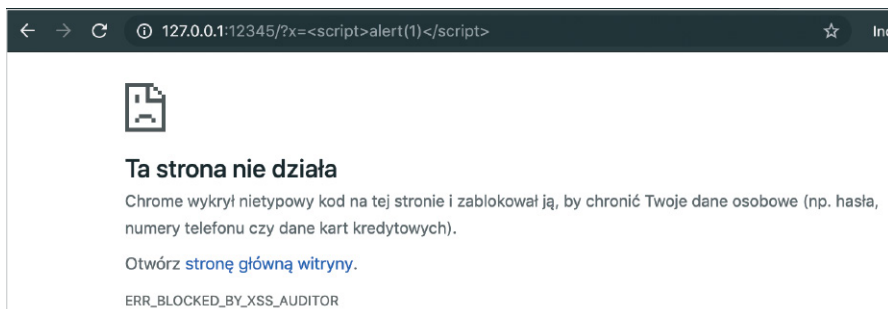 127.0.0.1:12345/?x=<script>alert(1)</script>
Ta strona nie działa
Chrome wykrył nietypowy kod na tej stronie i zablokował ją, by chronić Twoje dane osobowe (np. hasła,
numery telefonu czy dane kart kredytowych).
Otwórz stronę główną witryny.
ERR_BLOCKED_BY_XSS_AUDITOR